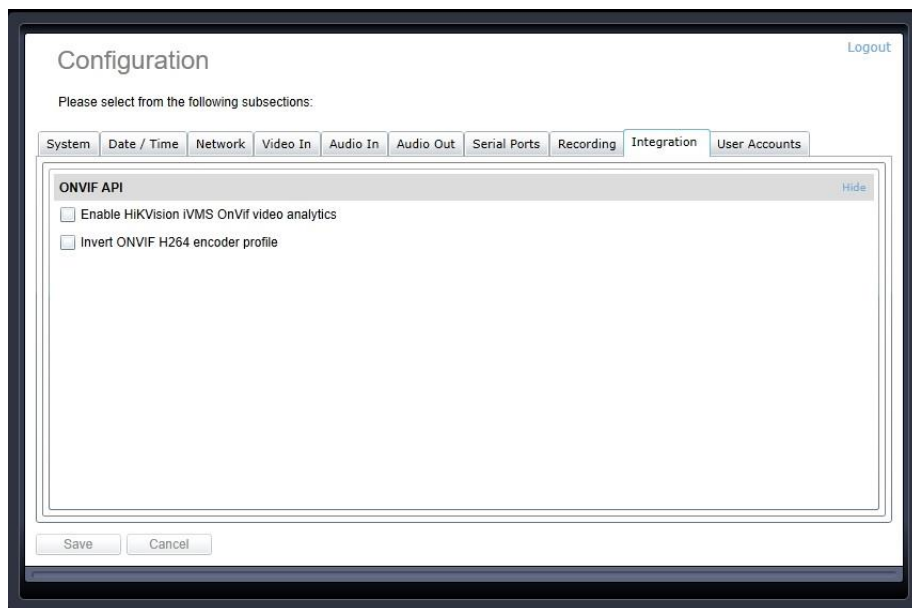 Logout
Configuration
Please select from the following subsections:
System Date / Time Network Video In Audio In Audio Out Serial Ports Recording Integration User Accounts
ONVIF API Hide
Enable HiKVision iVMS OnVif video analytics
Invert ONVIF H264 encoder profile
Save Cancel